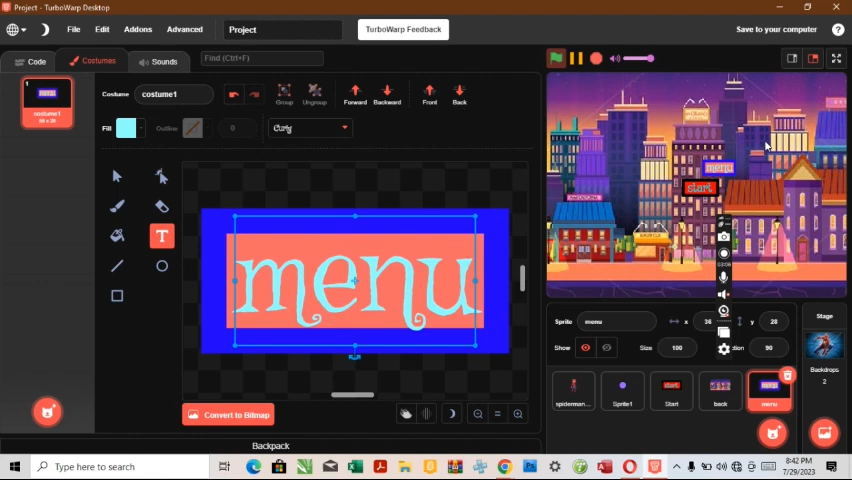 Project - TurboWarp Desktop
File Edit Addons Advanced Project TurboWarp Feedback Save to your computer
Code Costumes Sounds Find (Ctrl+F)
1 Costume costume1 Group Ungroup Forward Backward Front Back
costume1
Fill Outline 0 Curly
menu
menu
start
03:06
Sprite menu x 36 y 28
Show Size 100 Direction 90
Stage
Backdrops
2
spiderman... Sprite1 Start back menu
Convert to Bitmap
Backpack
Type here to search
8:42 PM
7/29/2023